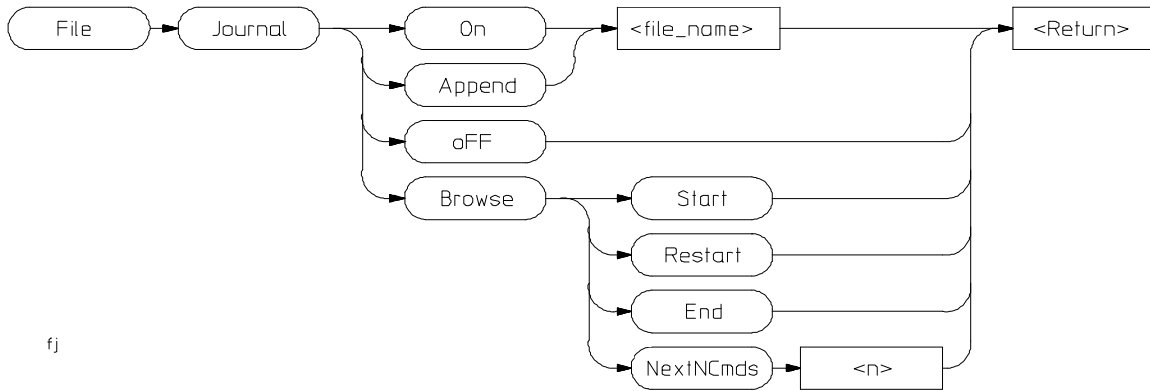 File Journal On <file_name> <Return>
Append
oFF
Browse Start
Restart
End
NextNCmds <n>
fj